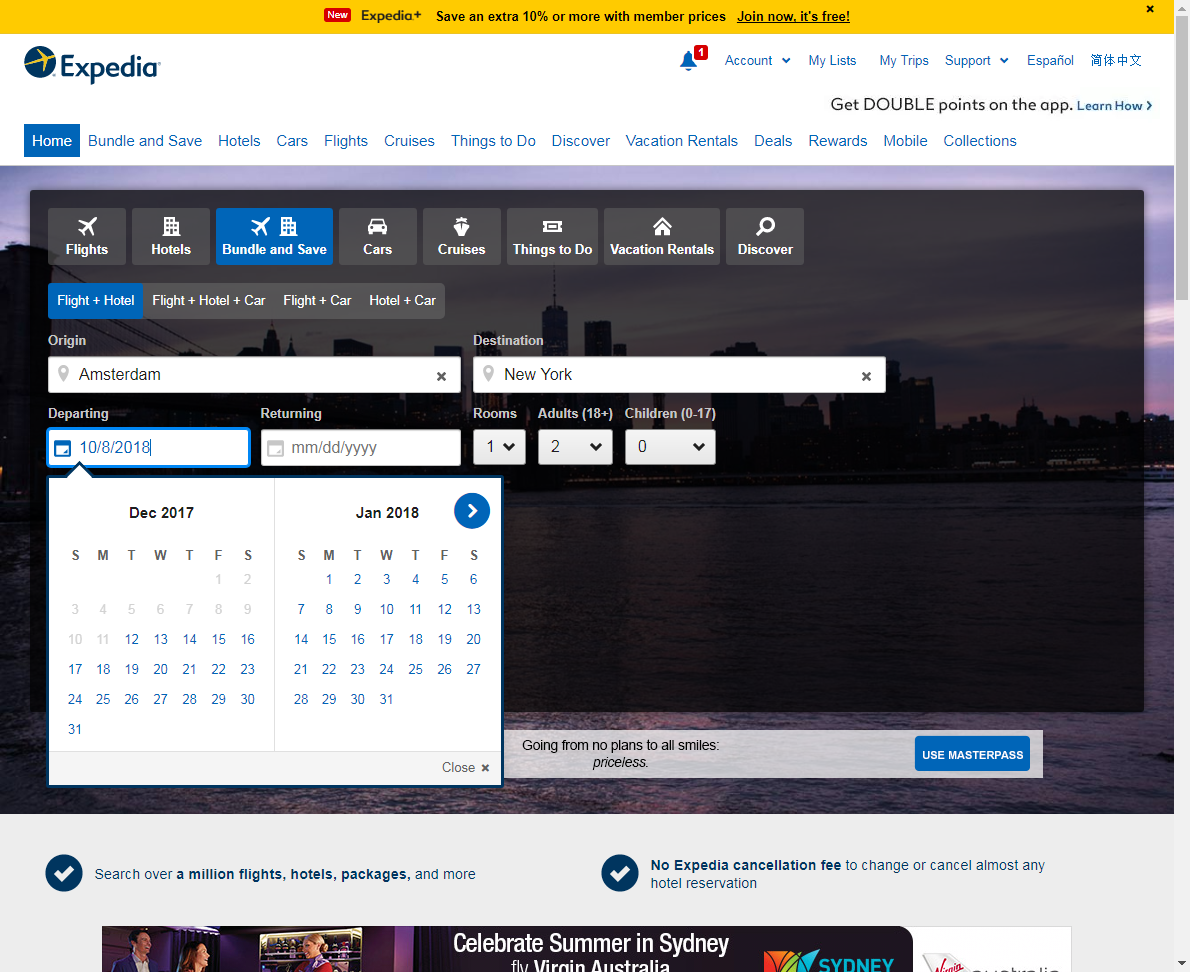 New Expedia+ Save an extra 10% or more with member prices Join now, it's free!
Expedia
1 Account My Lists My Trips Support Español 简体中文
Get DOUBLE points on the app. Learn How
Home Bundle and Save Hotels Cars Flights Cruises Things to Do Discover Vacation Rentals Deals Rewards Mobile Collections
Flights Hotels Bundle and Save Cars Cruises Things to Do Vacation Rentals Discover
Flight + Hotel Flight + Hotel + Car Flight + Car Hotel + Car
Origin Destination
Amsterdam × New York ×
Departing Returning Rooms Adults (18+) Children (0-17)
10/8/2018 mm/dd/yyyy 1 2 0
Dec 2017 Jan 2018
S M T W T F S S M T W T F S
1 2 1 2 3 4 5 6
3 4 5 6 7 8 9 7 8 9 10 11 12 13
10 11 12 13 14 15 16 14 15 16 17 18 19 20
17 18 19 20 21 22 23 21 22 23 24 25 26 27
24 25 26 27 28 29 30 28 29 30 31
31
Close ×
Going from no plans to all smiles:
priceless.
USE MASTERPASS
Search over a million flights, hotels, packages, and more
No Expedia cancellation fee to change or cancel almost any
hotel reservation
Celebrate Summer in Sydney
fly Virgin Australia
SYDNEY
australia